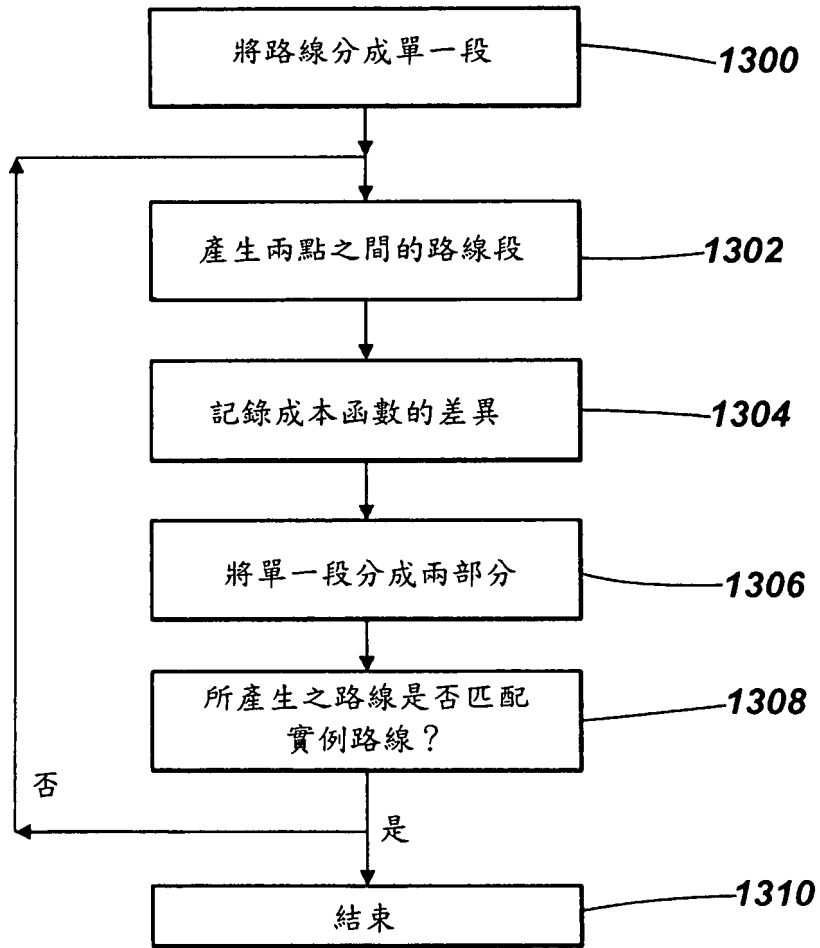 將路線分成單一段
1300
產生兩點之間的路線段
1302
記錄成本函數的差異
1304
將單一段分成兩部分
1306
所產生之路線是否匹配
實例路線？
1308
否
是
結束
1310